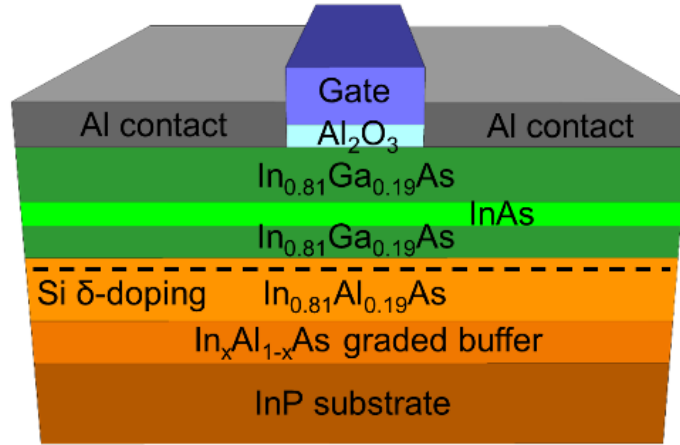 Gate
Al contact Al₂O₃ Al contact
In₀.₈₁Ga₀.₁₉As
InAs
In₀.₈₁Ga₀.₁₉As
Si δ-doping In₀.₈₁Al₀.₁₉As
InₓAl₁₋ₓAs graded buffer
InP substrate